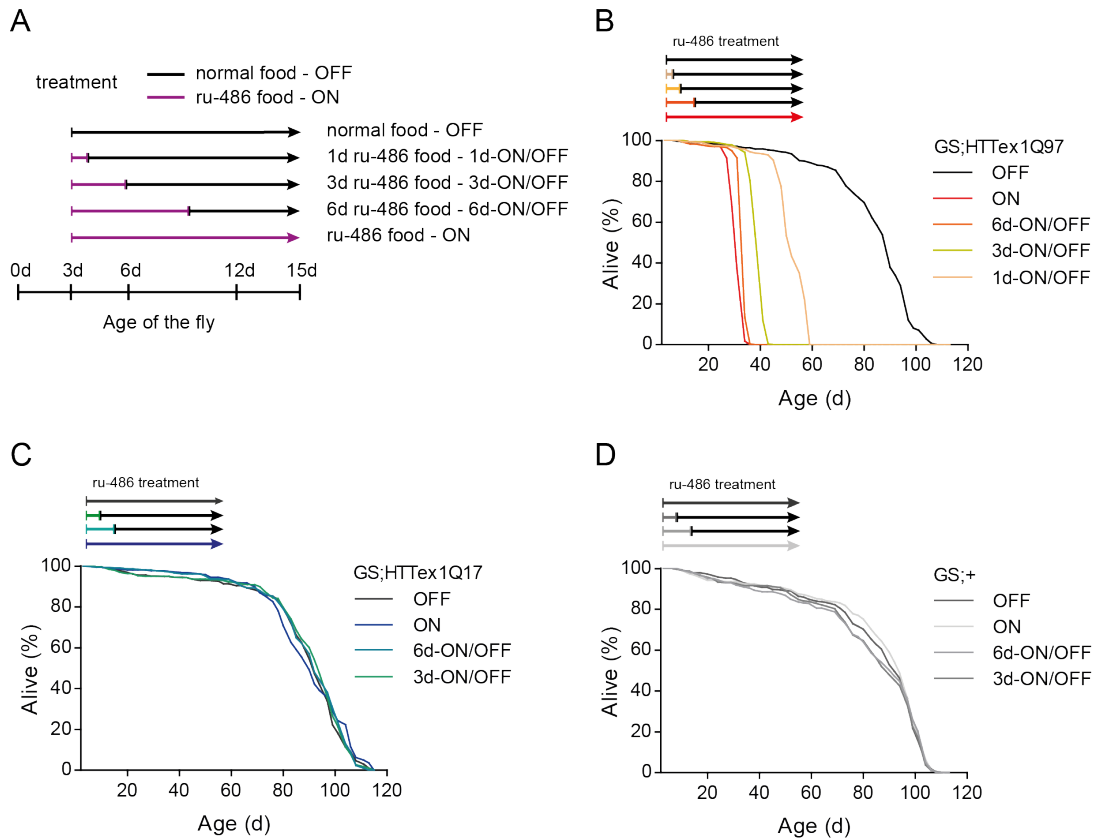 A
treatment
normal food - OFF
ru-486 food - ON
normal food - OFF
1d ru-486 food - 1d-ON/OFF
3d ru-486 food - 3d-ON/OFF
6d ru-486 food - 6d-ON/OFF
ru-486 food - ON
0d 3d 6d 12d 15d
Age of the fly
B
ru-486 treatment
100
80
60
40
20
0
Alive (%)
20 40 60 80 100 120
Age (d)
GS;HTTex1Q97
OFF
ON
6d-ON/OFF
3d-ON/OFF
1d-ON/OFF
C
ru-486 treatment
100
80
60
40
20
0
Alive (%)
20 40 60 80 100 120
Age (d)
GS;HTTex1Q17
OFF
ON
6d-ON/OFF
3d-ON/OFF
D
ru-486 treatment
100
80
60
40
20
0
Alive (%)
20 40 60 80 100 120
Age (d)
GS;+
OFF
ON
6d-ON/OFF
3d-ON/OFF